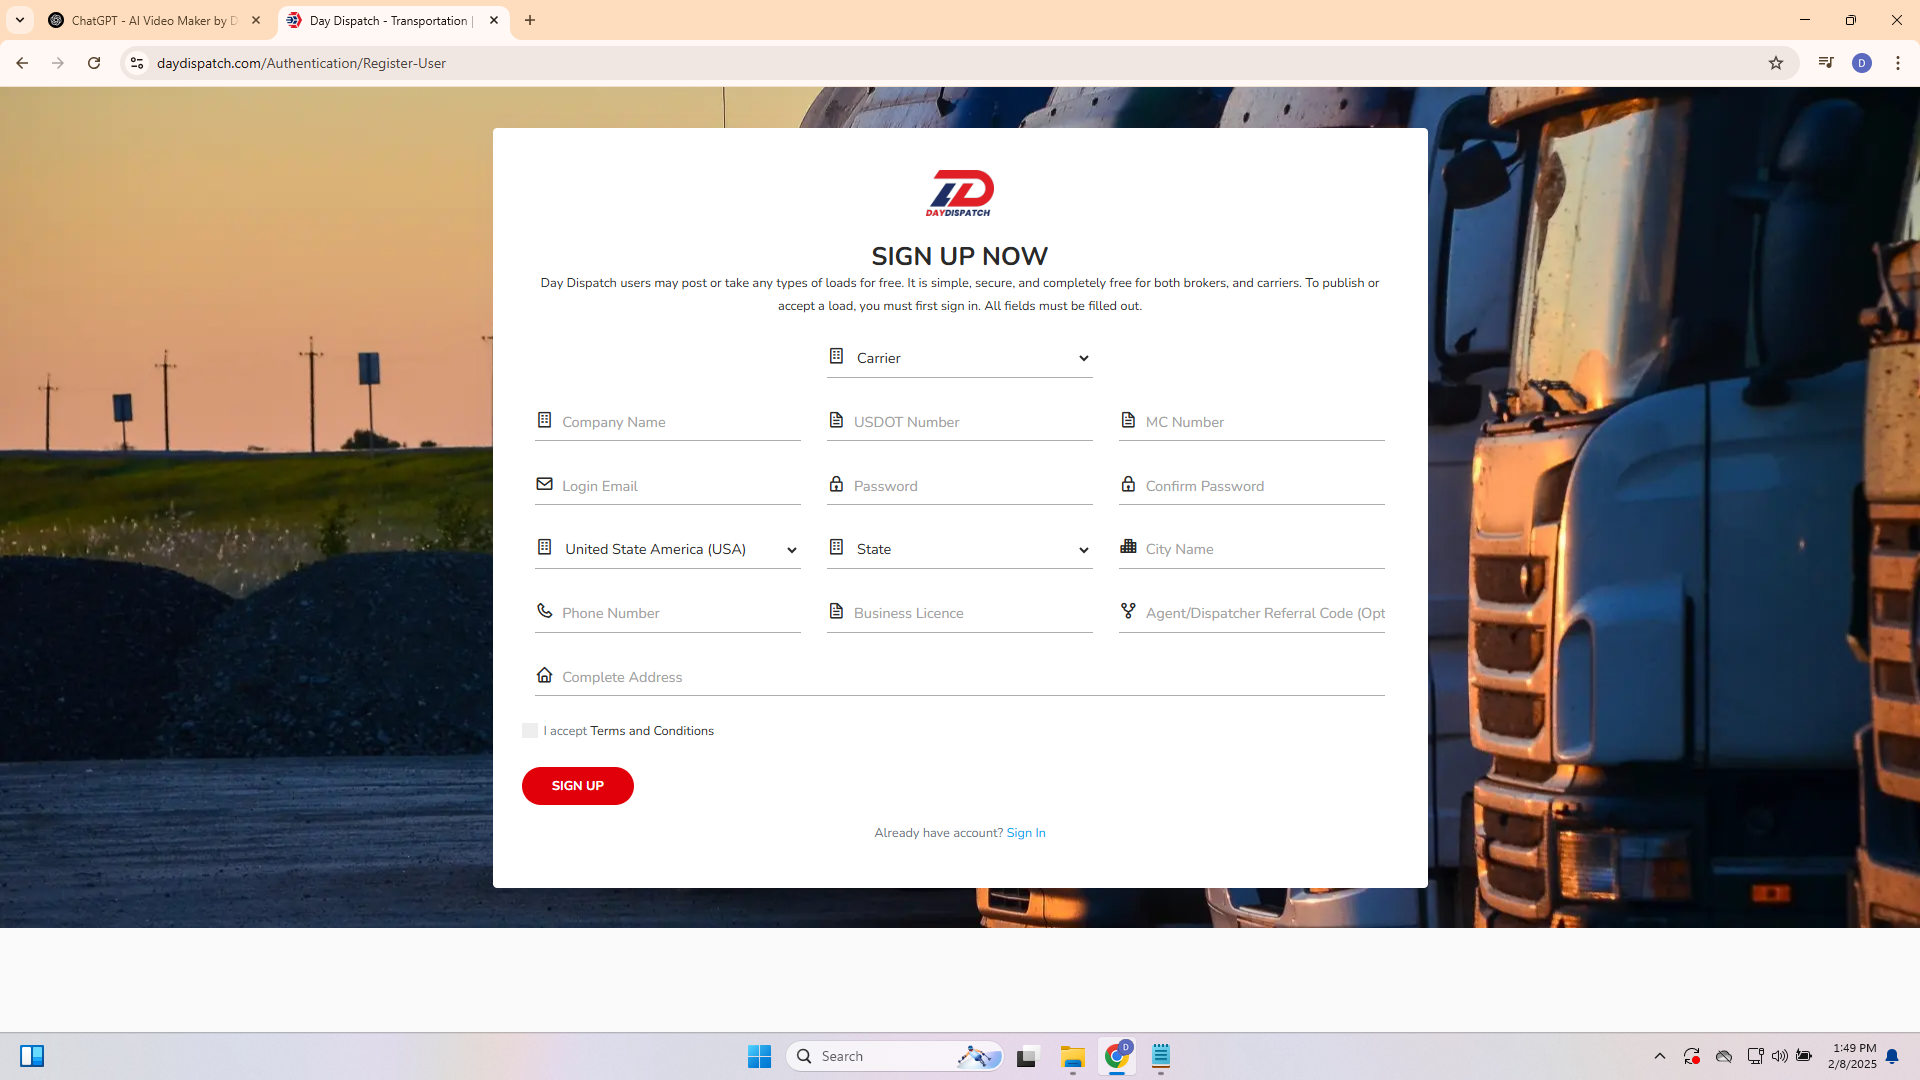 ChatGPT - AI Video Maker by D
Day Dispatch - Transportation |
daydispatch.com/Authentication/Register-User
D
DAYDISPATCH
SIGN UP NOW
Day Dispatch users may post or take any types of loads for free. It is simple, secure, and completely free for both brokers, and carriers. To publish or
accept a load, you must first sign in. All fields must be filled out.
Carrier
Company Name
USDOT Number
MC Number
Login Email
Password
Confirm Password
United State America (USA)
State
City Name
Phone Number
Business Licence
Agent/Dispatcher Referral Code (Opt
Complete Address
I accept Terms and Conditions
SIGN UP
Already have account? Sign In
Search
D
1:49 PM
2/8/2025